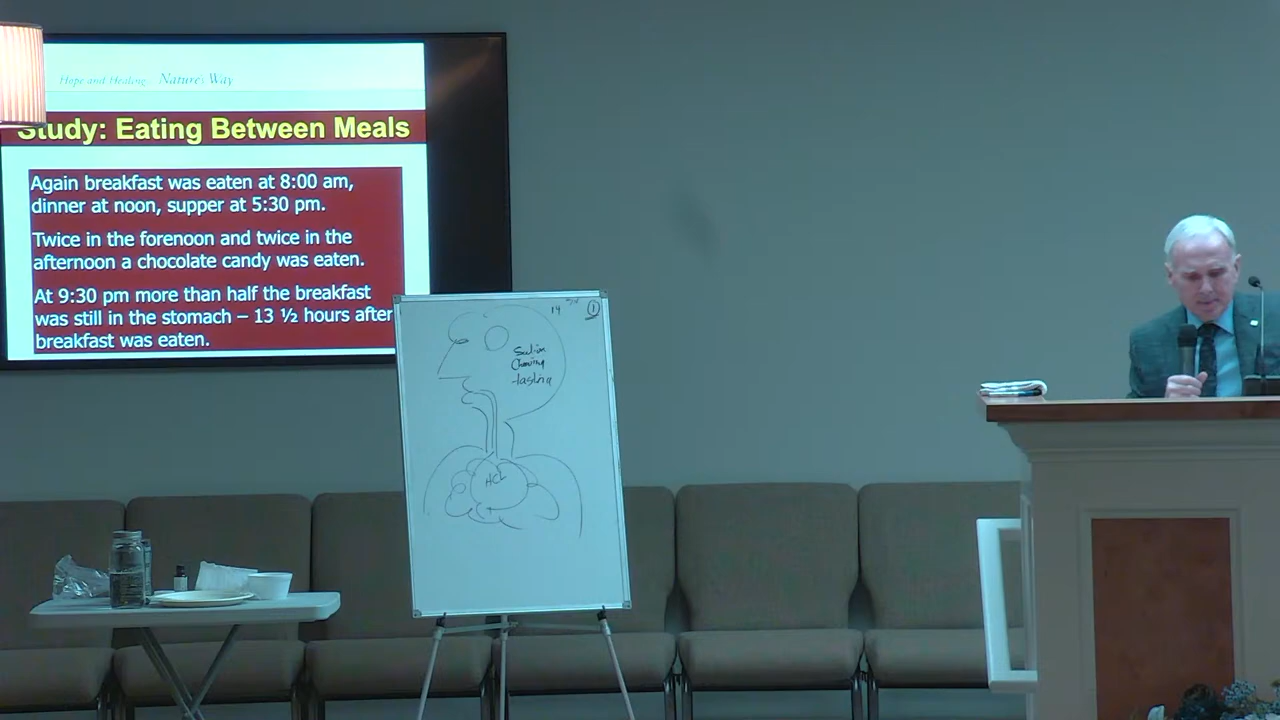 Hope and Healing... Nature's Way
Study: Eating Between Meals
Again breakfast was eaten at 8:00 am,
dinner at noon, supper at 5:30 pm.
Twice in the forenoon and twice in the
afternoon a chocolate candy was eaten.
At 9:30 pm more than half the breakfast
was still in the stomach – 13 ½ hours after
breakfast was eaten.
14
1
Chewing
tasting
HCL